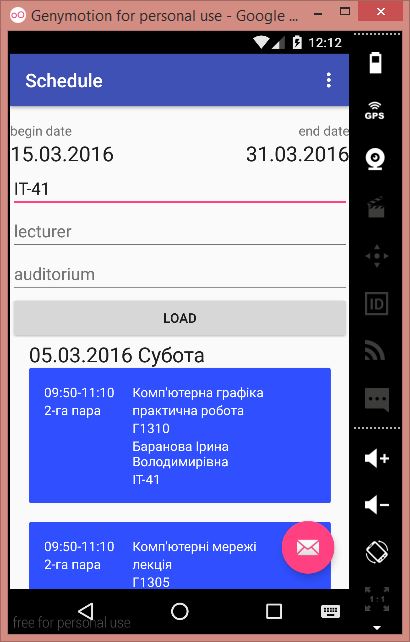 Genymotion for personal use - Google ...
12:12
Schedule
GPS
begin date
end date
15.03.2016
31.03.2016
IT-41
lecturer
ID
auditorium
LOAD
05.03.2016 Субота
09:50-11:10
Комп'ютерна графіка
2-га пара
практична робота
Г1310
Баранова Ірина
Володимирівна
ІТ-41
09:50-11:10
Комп'ютерні мережі
2-га пара
лекція
Г1305
1:1
free for personal use